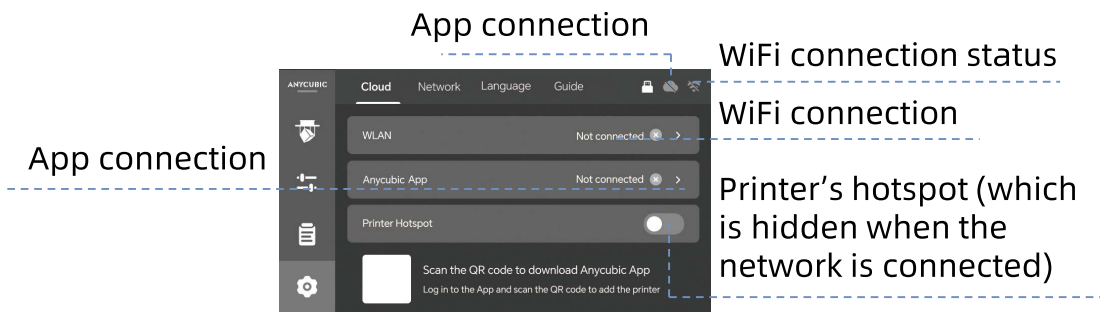 App connection
WiFi connection status
ANYCUBIC
Cloud Network Language Guide
WiFi connection
WLAN Not connected
App connection
Anycubic App Not connected
Printer's hotspot (which
is hidden when the
network is connected)
Printer Hotspot
Scan the QR code to download Anycubic App
Log in to the App and scan the QR code to add the printer